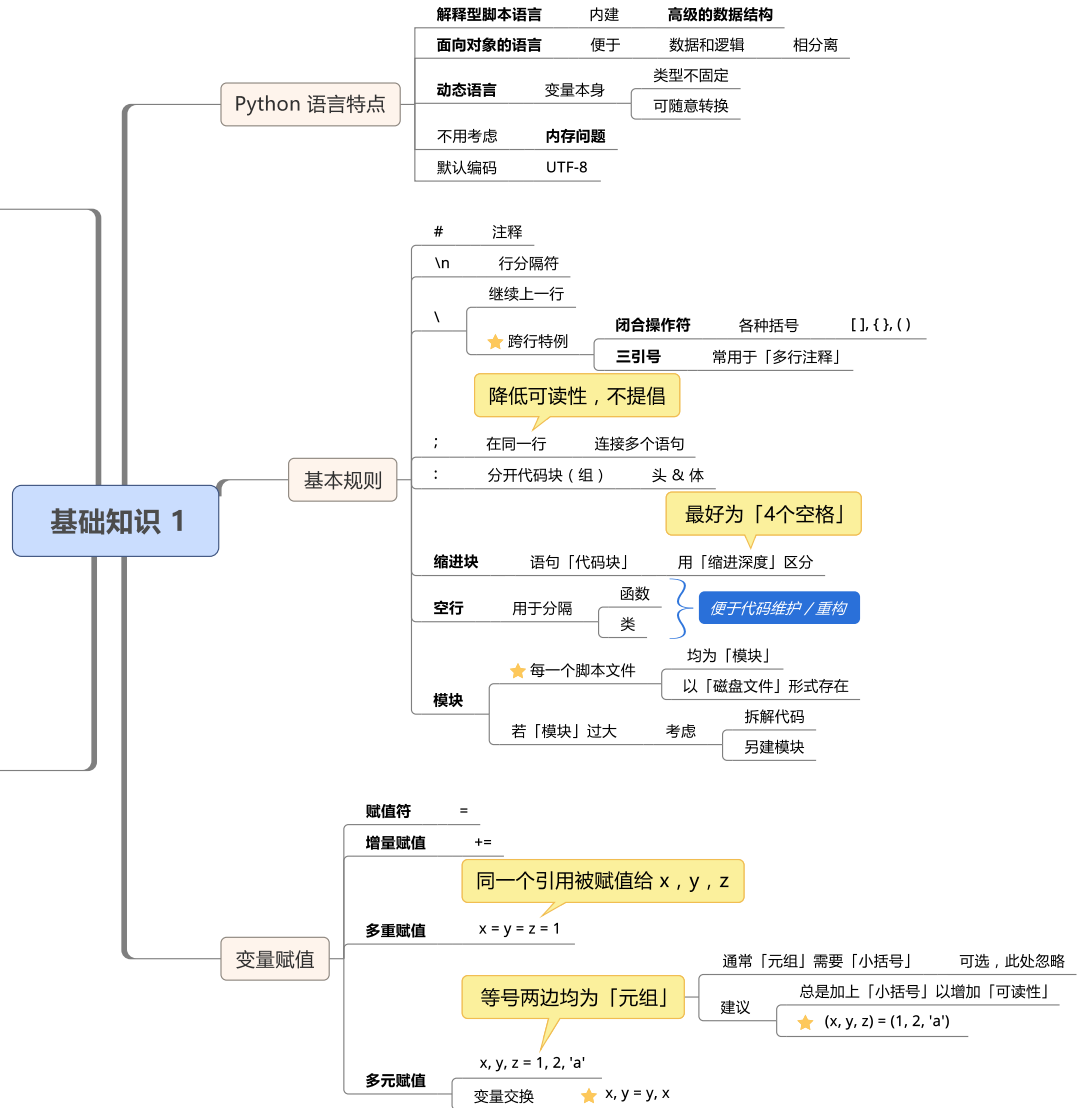 基础知识 1
Python 语言特点
解释型脚本语言 内建 高级的数据结构
面向对象的语言 便于 数据和逻辑 相分离
动态语言 变量本身
类型不固定
可随意转换
不用考虑 内存问题
默认编码 UTF-8
基本规则
# 注释
\n 行分隔符
\
继续上一行
跨行特例
闭合操作符 各种括号 [ ], { }, ( )
三引号 常用于「多行注释」
降低可读性，不提倡
; 在同一行 连接多个语句
: 分开代码块（组） 头 & 体
最好为「4个空格」
缩进块 语句「代码块」 用「缩进深度」区分
空行 用于分隔
函数
类
便于代码维护 / 重构
模块
每一个脚本文件
均为「模块」
以「磁盘文件」形式存在
若「模块」过大 考虑
拆解代码
另建模块
变量赋值
赋值符 =
增量赋值 +=
同一个引用被赋值给 x，y，z
多重赋值 x = y = z = 1
等号两边均为「元组」
通常「元组」需要「小括号」 可选，此处忽略
建议
总是加上「小括号」以增加「可读性」
(x, y, z) = (1, 2, 'a')
多元赋值
x, y, z = 1, 2, 'a'
变量交换 x, y = y, x